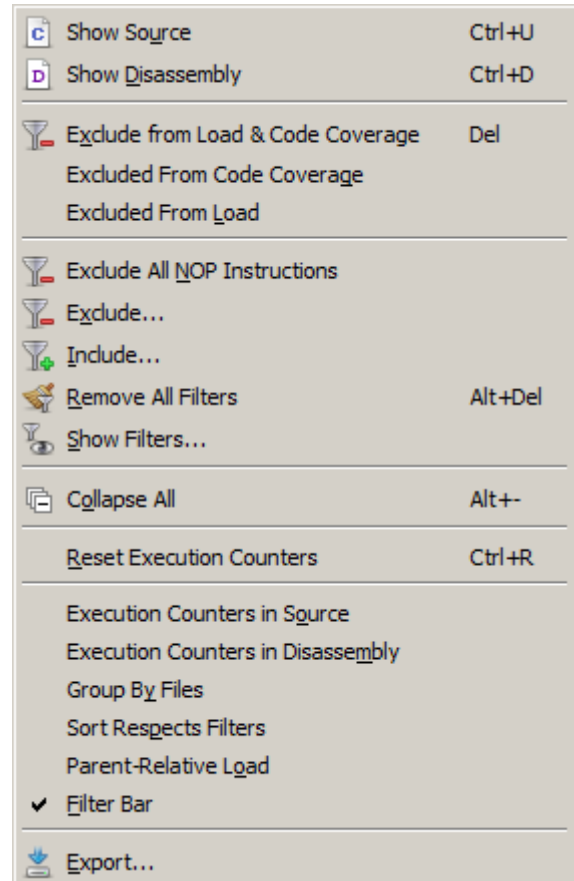 C Show Source Ctrl+U
D Show Disassembly Ctrl+D
Exclude from Load & Code Coverage Del
Excluded From Code Coverage
Excluded From Load
Exclude All NOP Instructions
Exclude...
Include...
Remove All Filters Alt+Del
Show Filters...
Collapse All Alt+-
Reset Execution Counters Ctrl+R
Execution Counters in Source
Execution Counters in Disassembly
Group By Files
Sort Respects Filters
Parent-Relative Load
Filter Bar
Export...